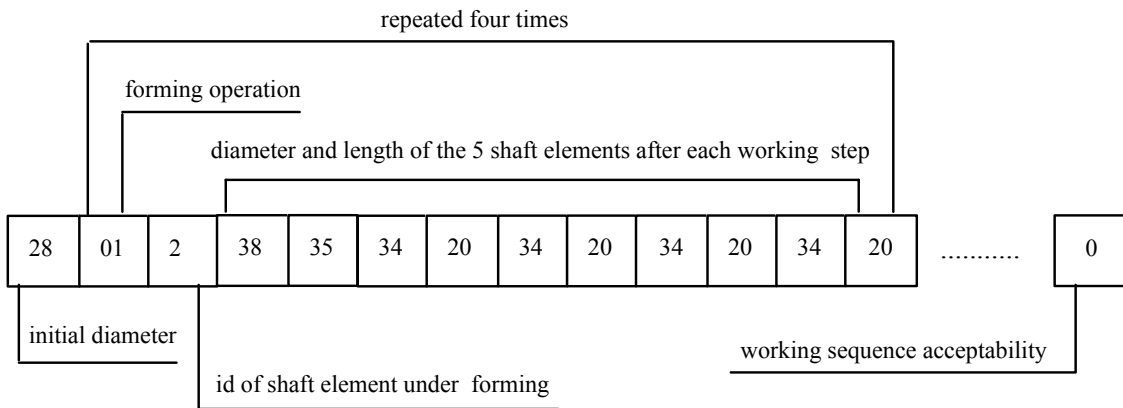 repeated four times
forming operation
diameter and length of the 5 shaft elements after each working step
28 01 2 38 35 34 20 34 20 34 20 34 20 ........... 0
initial diameter
working sequence acceptability
id of shaft element under forming